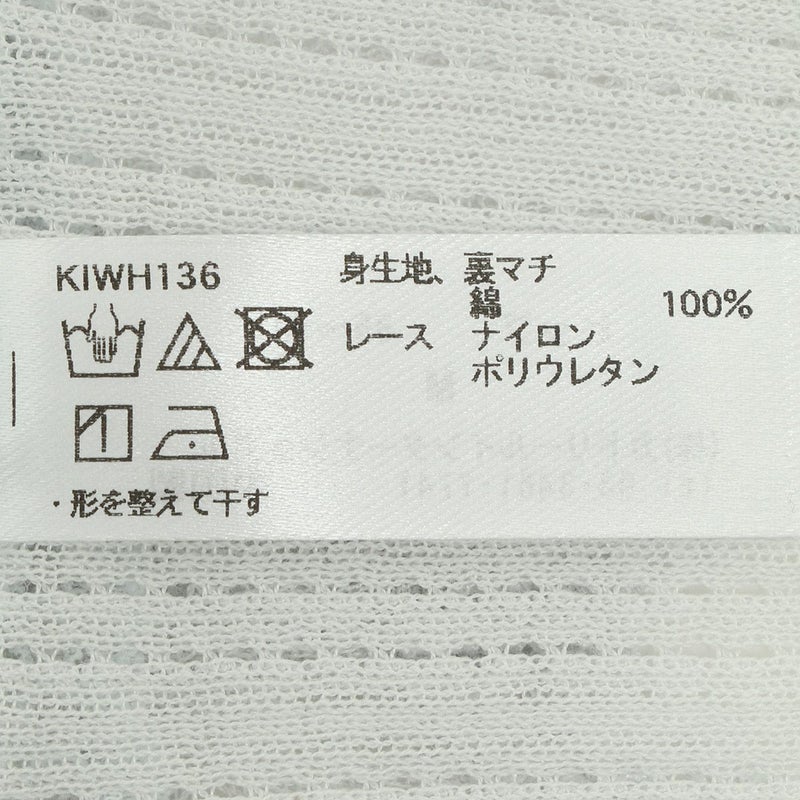 KIWH136
・形を整えて干す
身生地、裏マチ
綿 100%
レース ナイロン
ポリウレタン